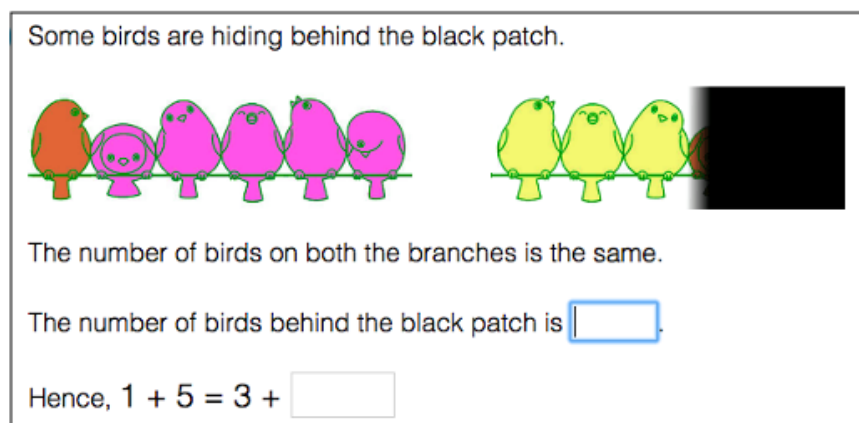 Some birds are hiding behind the black patch.
The number of birds on both the branches is the same.
The number of birds behind the black patch is .
Hence, 1 + 5 = 3 +